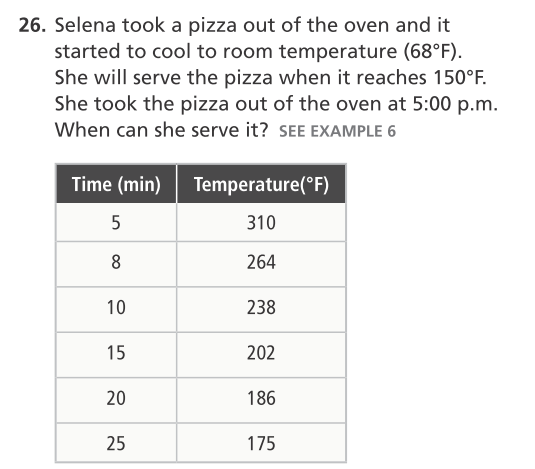 26. Selena took a pizza out of the oven and it
started to cool to room temperature (68°F).
She will serve the pizza when it reaches 150°F.
She took the pizza out of the oven at 5:00 p.m.
When can she serve it? SEE EXAMPLE 6
Time (min) Temperature(°F)
5 310
8 264
10 238
15 202
20 186
25 175